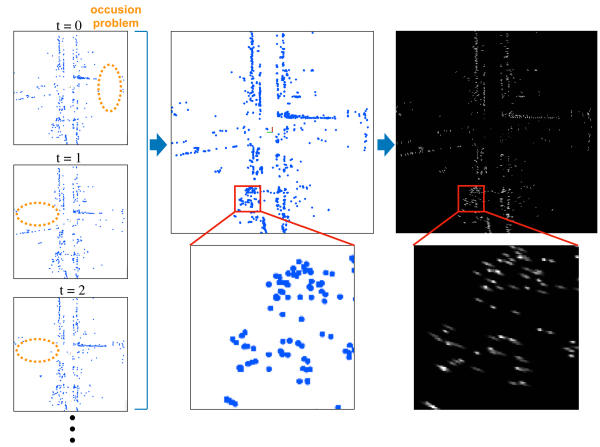 occusion
problem
t = 0
t = 1
t = 2